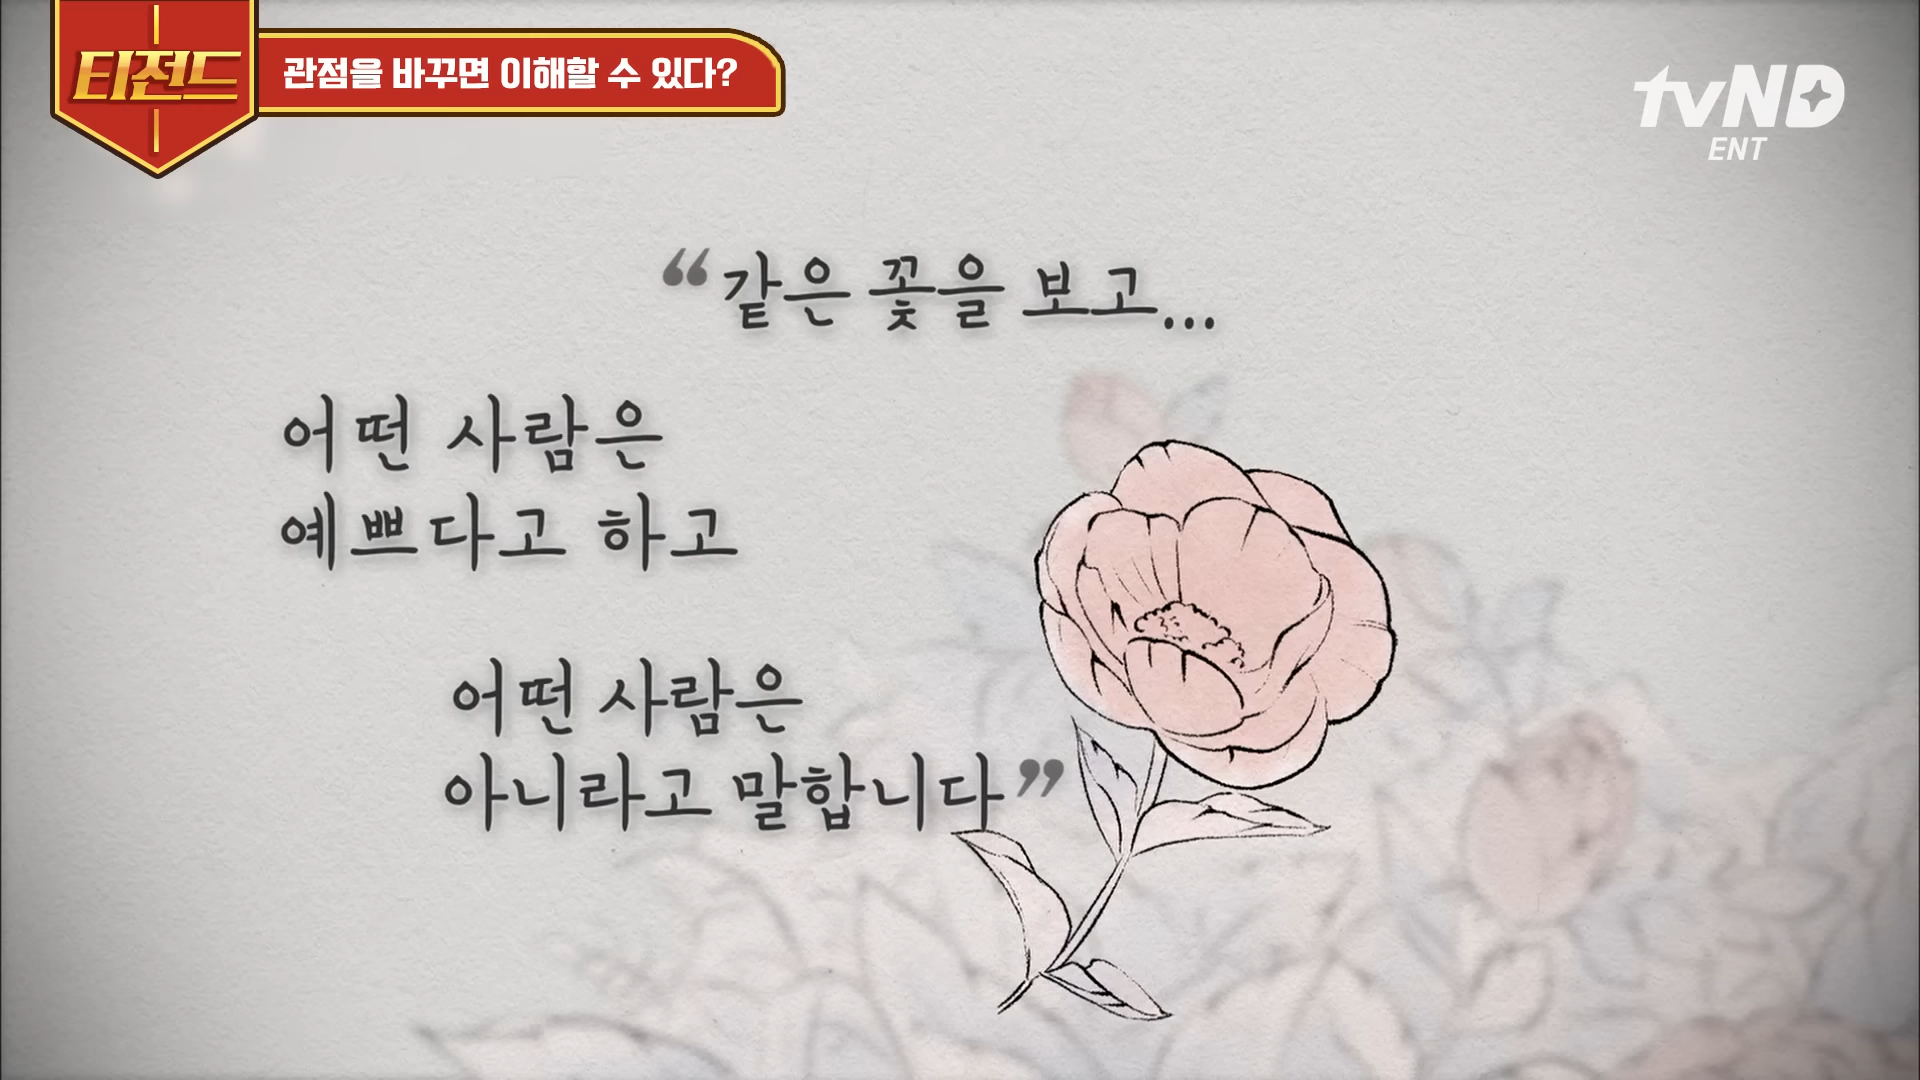 티전드
관점을 바꾸면 이해할 수 있다?
tvND
ENT
“같은 꽃을 보고...
어떤 사람은
예쁘다고 하고
어떤 사람은
아니라고 말합니다”